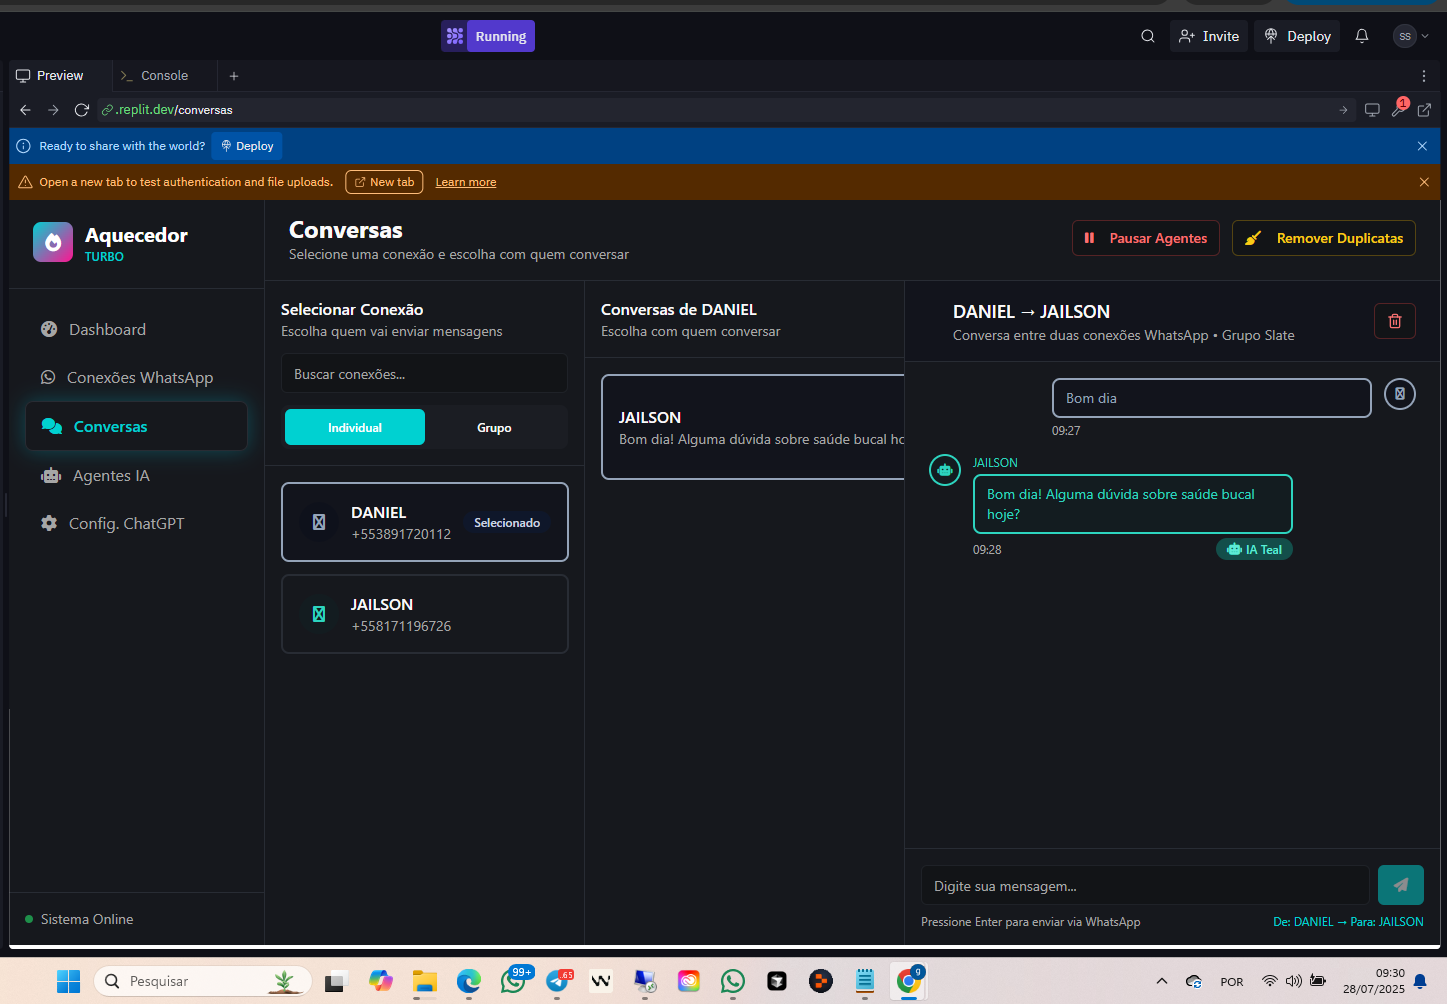 Running
Invite
Deploy
SS
Preview
Console
.replit.dev/conversas
1
Ready to share with the world?
Deploy
Open a new tab to test authentication and file uploads.
New tab
Learn more
Aquecedor
TURBO
Dashboard
Conexões WhatsApp
Conversas
Agentes IA
Config. ChatGPT
Sistema Online
Conversas
Selecione uma conexão e escolha com quem conversar
Pausar Agentes
Remover Duplicatas
Selecionar Conexão
Escolha quem vai enviar mensagens
Buscar conexões...
Individual
Grupo
DANIEL
+553891720112
Selecionado
JAILSON
+558171196726
Conversas de DANIEL
Escolha com quem conversar
JAILSON
Bom dia! Alguma dúvida sobre saúde bucal ho
DANIEL → JAILSON
Conversa entre duas conexões WhatsApp • Grupo Slate
Bom dia
09:27
JAILSON
Bom dia! Alguma dúvida sobre saúde bucal
hoje?
09:28
IA Teal
Digite sua mensagem...
Pressione Enter para enviar via WhatsApp
De: DANIEL → Para: JAILSON
Pesquisar
99+
65
W
9
POR
09:30
28/07/2025